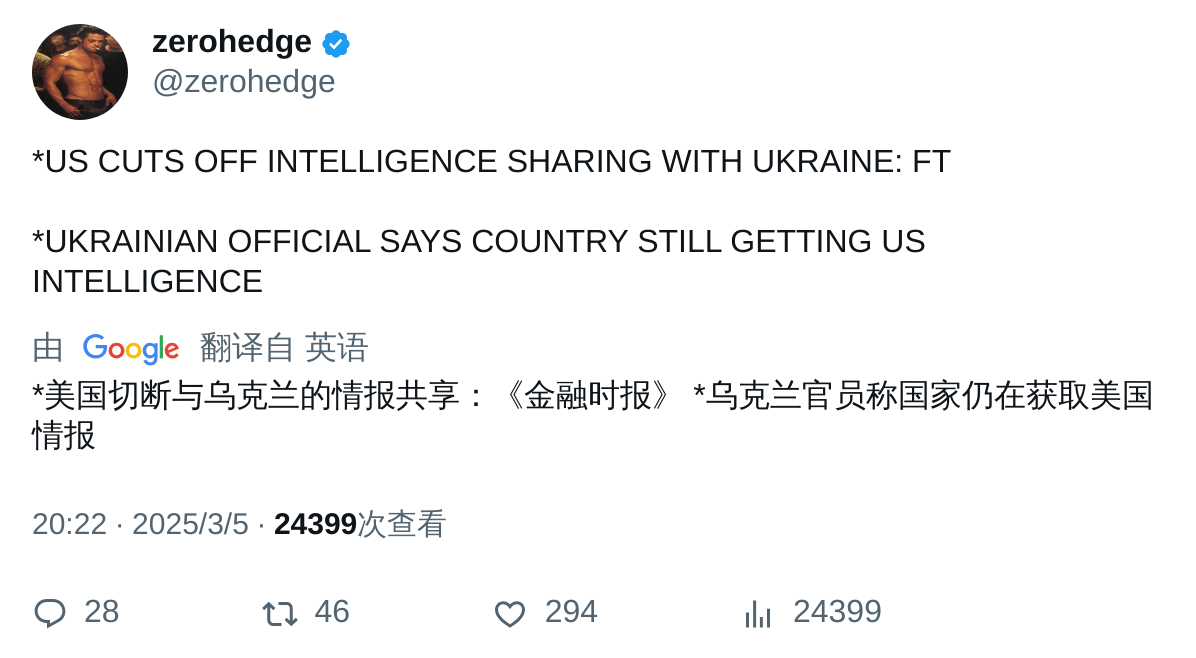 zerohedge
@zerohedge
*US CUTS OFF INTELLIGENCE SHARING WITH UKRAINE: FT
*UKRAINIAN OFFICIAL SAYS COUNTRY STILL GETTING US
INTELLIGENCE
由 Google 翻译自 英语
*美国切断与乌克兰的情报共享：《金融时报》 *乌克兰官员称国家仍在获取美国
情报
20:22 · 2025/3/5 · 24399次查看
28 46 294 24399